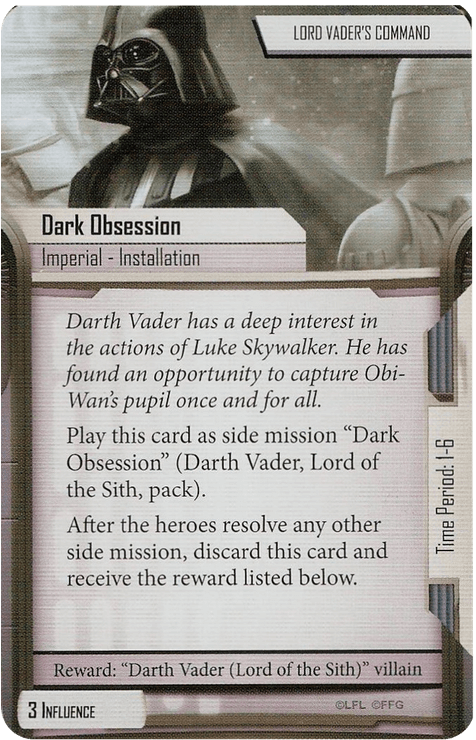 LORD VADER'S COMMAND
Dark Obsession
Imperial - Installation
Darth Vader has a deep interest in
the actions of Luke Skywalker. He has
found an opportunity to capture Obi-
Wan's pupil once and for all.
Play this card as side mission “Dark
Obsession” (Darth Vader, Lord of
the Sith, pack).
After the heroes resolve any other
side mission, discard this card and
receive the reward listed below.
Time Period: 1-6
Reward: “Darth Vader (Lord of the Sith)” villain
3 INFLUENCE
©LFL ©FFG